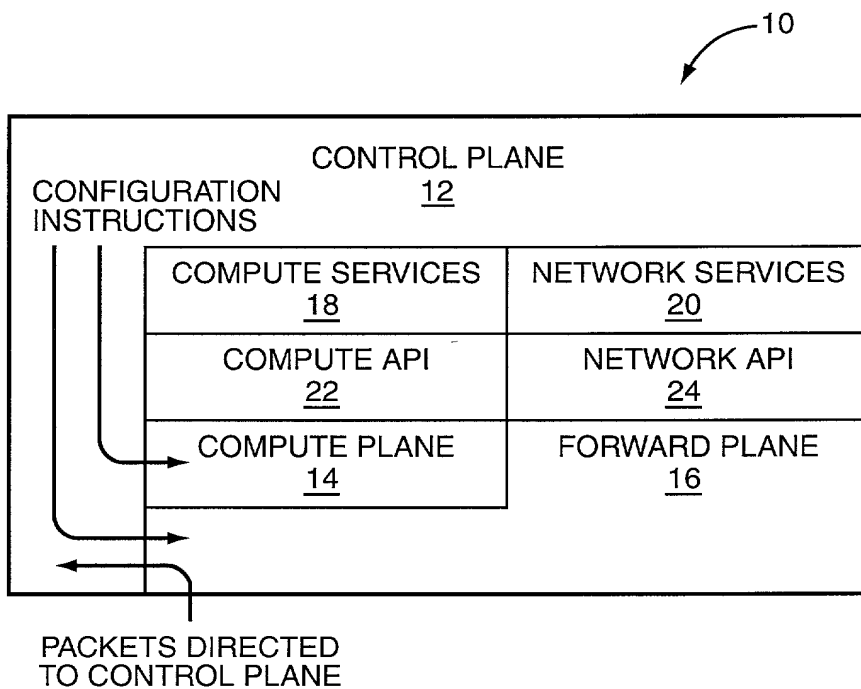 10
CONTROL PLANE
12
CONFIGURATION
INSTRUCTIONS
COMPUTE SERVICES
18
NETWORK SERVICES
20
COMPUTE API
22
NETWORK API
24
COMPUTE PLANE
14
FORWARD PLANE
16
PACKETS DIRECTED
TO CONTROL PLANE